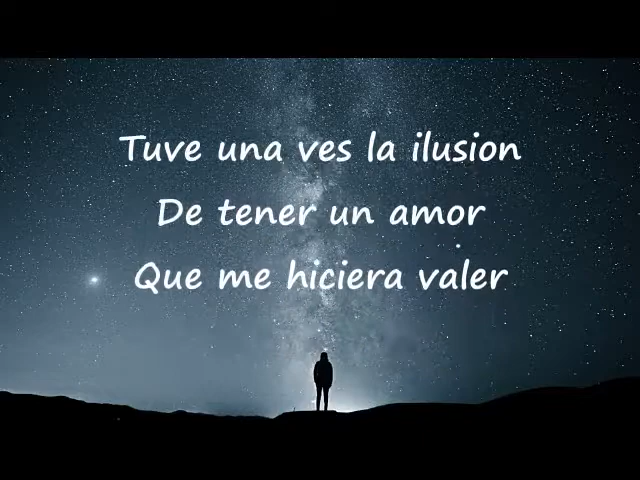 Tuve una ves la ilusion
De tener un amor
Que me hiciera valer